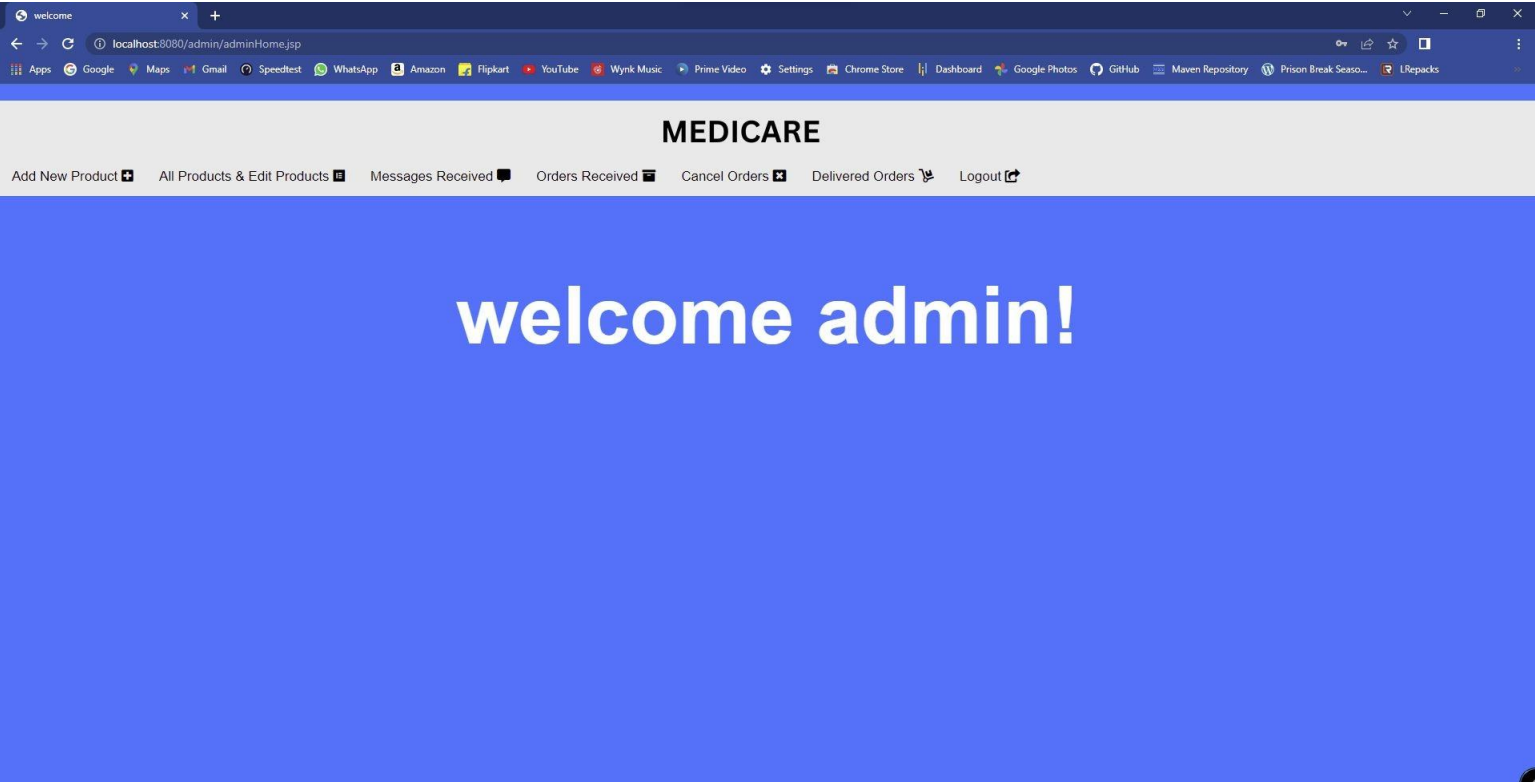 welcome
localhost:8080/admin/adminHome.jsp
Apps Google Maps Gmail Speedtest WhatsApp Amazon Flipkart YouTube Wynk Music Prime Video Settings Chrome Store Dashboard Google Photos GitHub Maven Repository Prison Break Seaso... LRepacks
MEDICARE
Add New Product All Products & Edit Products Messages Received Orders Received Cancel Orders Delivered Orders Logout
welcome admin!